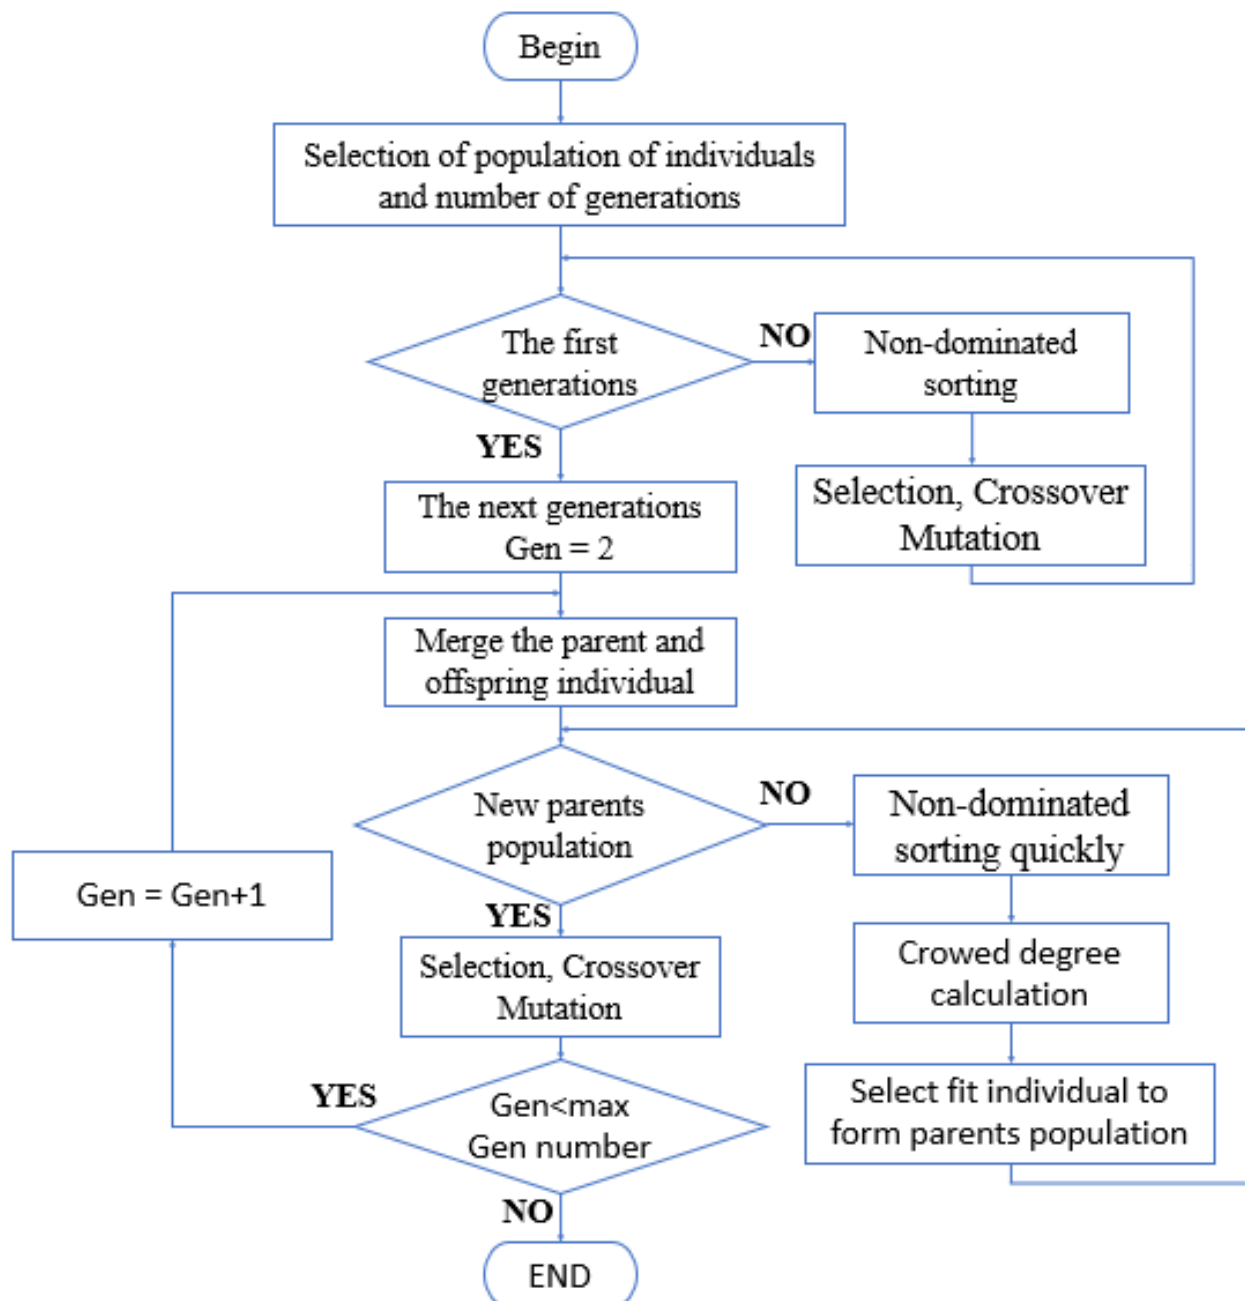 Begin
Selection of population of individuals
and number of generations
The first
generations
NO
Non-dominated
sorting
YES
Selection, Crossover
Mutation
The next generations
Gen = 2
Merge the parent and
offspring individual
New parents
population
NO
Non-dominated
sorting quickly
Gen = Gen+1
YES
Selection, Crossover
Mutation
Crowed degree
calculation
YES
Gen<max
Gen number
Select fit individual to
form parents population
NO
END